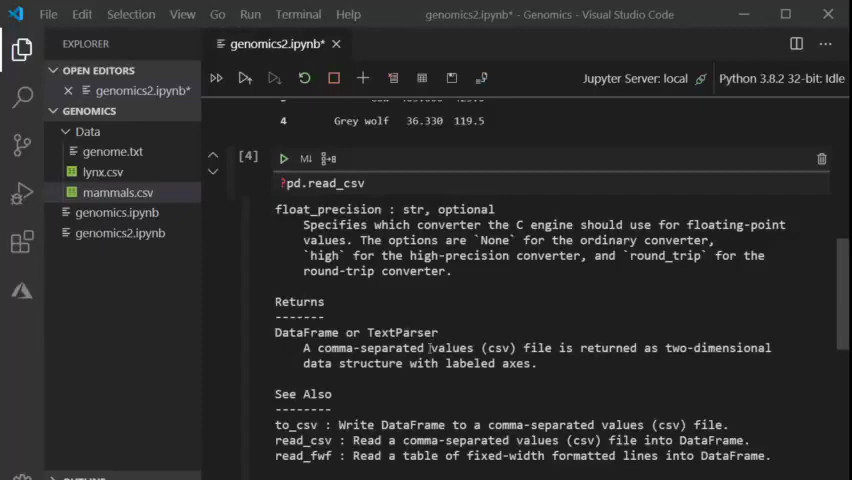 File Edit Selection View Go Run Terminal Help genomics2.ipynb* - Genomics - Visual Studio Code
EXPLORER
genomics2.ipynb*
OPEN EDITORS
genomics2.ipynb*
GENOMICS
Data
genome.txt
lynx.csv
mammals.csv
genomics.ipynb
genomics2.ipynb
Jupyter Server: local Python 3.8.2 32-bit: Idle
4 Grey wolf 36.330 119.5
[4]
M↓
?pd.read_csv
float_precision : str, optional
Specifies which converter the C engine should use for floating-point
values. The options are `None` for the ordinary converter,
`high` for the high-precision converter, and `round_trip` for the
round-trip converter.
Returns
-------
DataFrame or TextParser
A comma-separated values (csv) file is returned as two-dimensional
data structure with labeled axes.
See Also
--------
to_csv : Write DataFrame to a comma-separated values (csv) file.
read_csv : Read a comma-separated values (csv) file into DataFrame.
read_fwf : Read a table of fixed-width formatted lines into DataFrame.